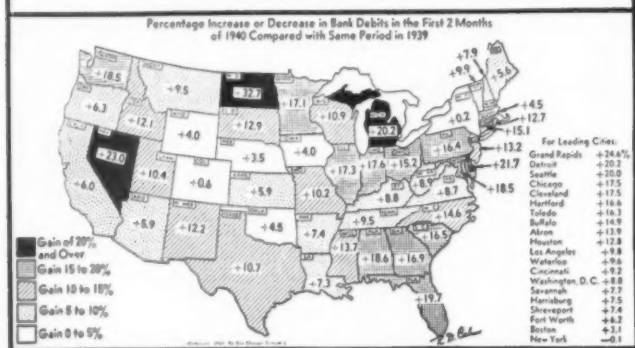 Percentage Increase or Decrease in Bank Debits in the First 2 Months
of 1940 Compared with Same Period in 1939
+18.5
+9.5
+32.7
+17.1
+7.9
+9.9
+5.6
+6.3
+12.1
+4.0
+12.9
+10.9
+20.2
+0.2
+4.5
+12.7
+15.1
+23.0
+10.4
+3.5
+4.0
+17.3
+17.6
+15.2
+16.4
+13.2
+21.7
+18.5
+6.0
+0.6
+5.9
+10.2
+8.8
+8.9
+8.7
+5.9
+12.2
+4.5
+7.4
+9.5
+14.6
+16.5
+10.7
+7.3
+13.7
+18.6
+16.9
+19.7
Gain of 20%
and Over
Gain 15 to 20%
Gain 10 to 15%
Gain 5 to 10%
Gain 0 to 5%
For Leading Cities:
Grand Rapids +24.6%
Detroit +20.2
Seattle +20.0
Chicago +17.5
Cleveland +17.5
Hartford +16.6
Toledo +16.3
Buffalo +14.9
Akron +13.9
Houston +12.8
Los Angeles +9.8
Waterloo +9.6
Cincinnati +9.2
Washington, D.C. +8.8
Savannah +7.7
Harrisburg +7.5
Shreveport +7.4
Fort Worth +6.2
Boston +3.1
New York —0.1